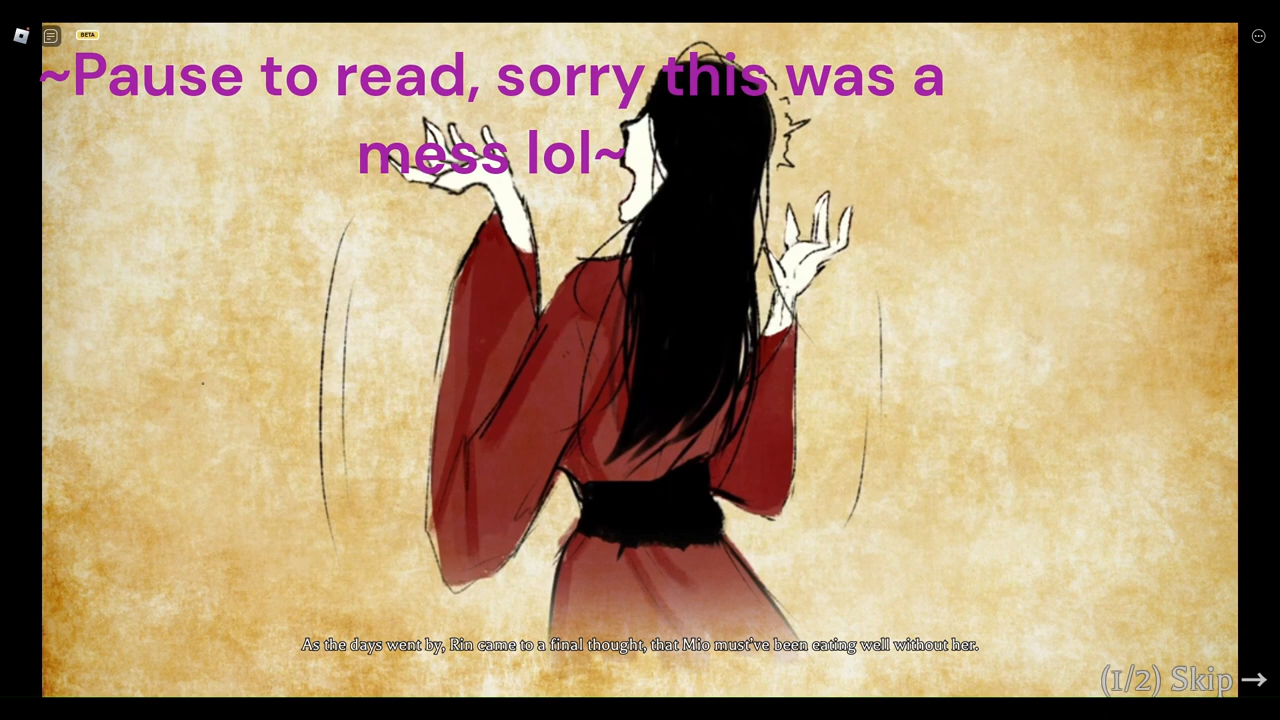 BETA
~Pause to read, sorry this was a
mess lol~
As the days went by, Rin came to a final thought, that Mio must've been eating well without her.
(1/2) Skip →